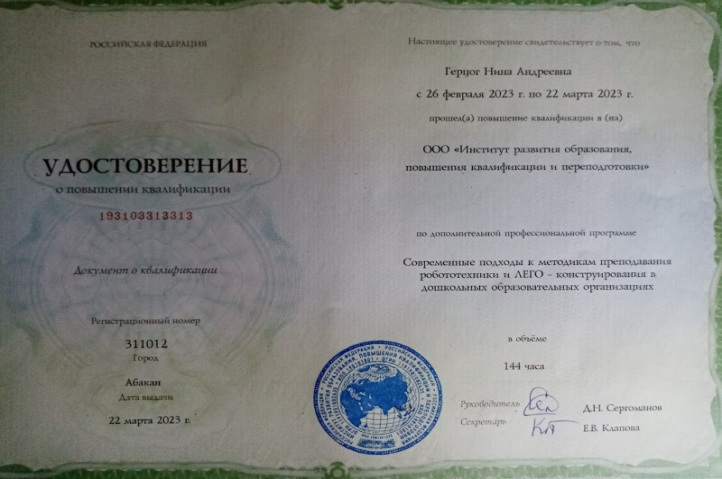 РОССИЙСКАЯ ФЕДЕРАЦИЯ
УДОСТОВЕРЕНИЕ
о повышении квалификации
193103313313
Документ о квалификации
Регистрационный номер
311012
Город
Абакан
Дата выдачи
22 марта 2023 г.
Настоящее удостоверение свидетельствует о том, что
Герцог Нина Андреевна
с 26 февраля 2023 г. по 22 марта 2023 г.
прошел(а) повышение квалификации в (на)
ООО «Институт развития образования,
повышения квалификации и переподготовки»
по дополнительной профессиональной программе
Современные подходы к методикам преподавания
робототехники и ЛЕГО - конструирования в
дошкольных образовательных организациях
в объёме
144 часа
Руководитель Д.Н. Сергоманов
Секретарь Е.В. Клапова